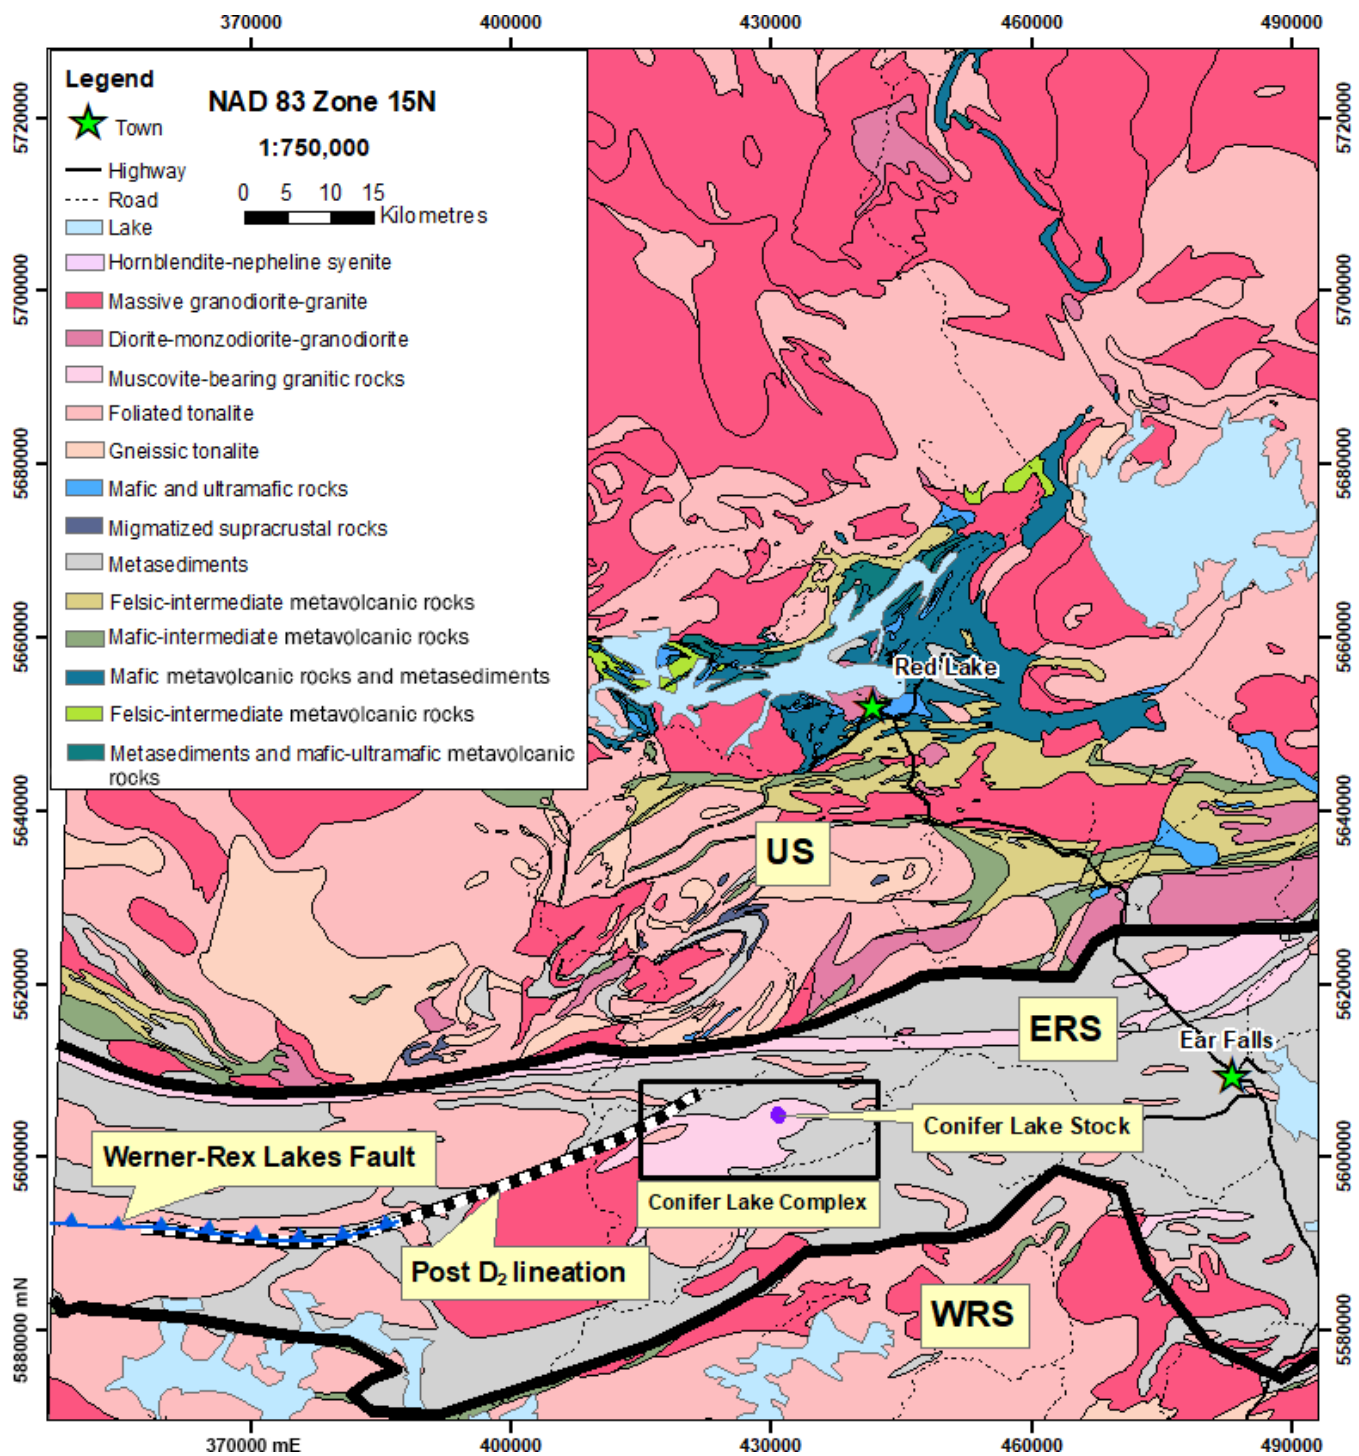 370000 400000 430000 460000 490000
Legend
NAD 83 Zone 15N
1:750,000
0 5 10 15
Kilometres
Town
Highway
Road
Lake
Hornblendite-nepheline syenite
Massive granodiorite-granite
Diorite-monzodiorite-granodiorite
Muscovite-bearing granitic rocks
Foliated tonalite
Gneissic tonalite
Mafic and ultramafic rocks
Migmatized supracrustal rocks
Metasediments
Felsic-intermediate metavolcanic rocks
Mafic-intermediate metavolcanic rocks
Mafic metavolcanic rocks and metasediments
Felsic-intermediate metavolcanic rocks
Metasediments and mafic-ultramafic metavolcanic
rocks
5720000
5700000
5680000
5660000
5640000
5620000
5600000
5580000 mN
5720000
5700000
5680000
5660000
5640000
5620000
5600000
5580000
Red Lake
US
ERS
Ear Falls
Conifer Lake Stock
Werner-Rex Lakes Fault
Conifer Lake Complex
Post D2 lineation
WRS
370000 mE 400000 430000 460000 490000